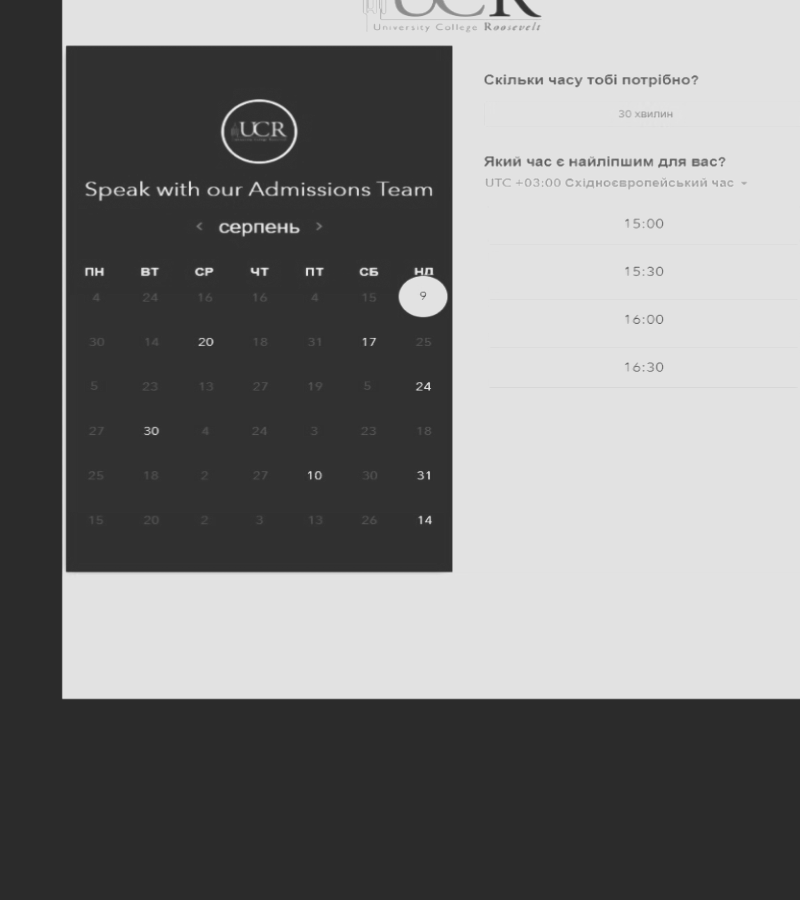 UCR
University College Roosevelt
UCR
Speak with our Admissions Team
< серпень >
ПН ВТ СР ЧТ ПТ СБ НД
4 24 16 16 4 15 9
30 14 20 18 31 17 25
5 23 13 27 19 5 24
27 30 4 24 3 23 18
25 18 2 27 10 30 31
15 20 2 3 13 26 14
Скільки часу тобі потрібно?
30 хвилин
Який час є найліпшим для вас?
UTC +03:00 Східноєвропейський час
15:00
15:30
16:00
16:30